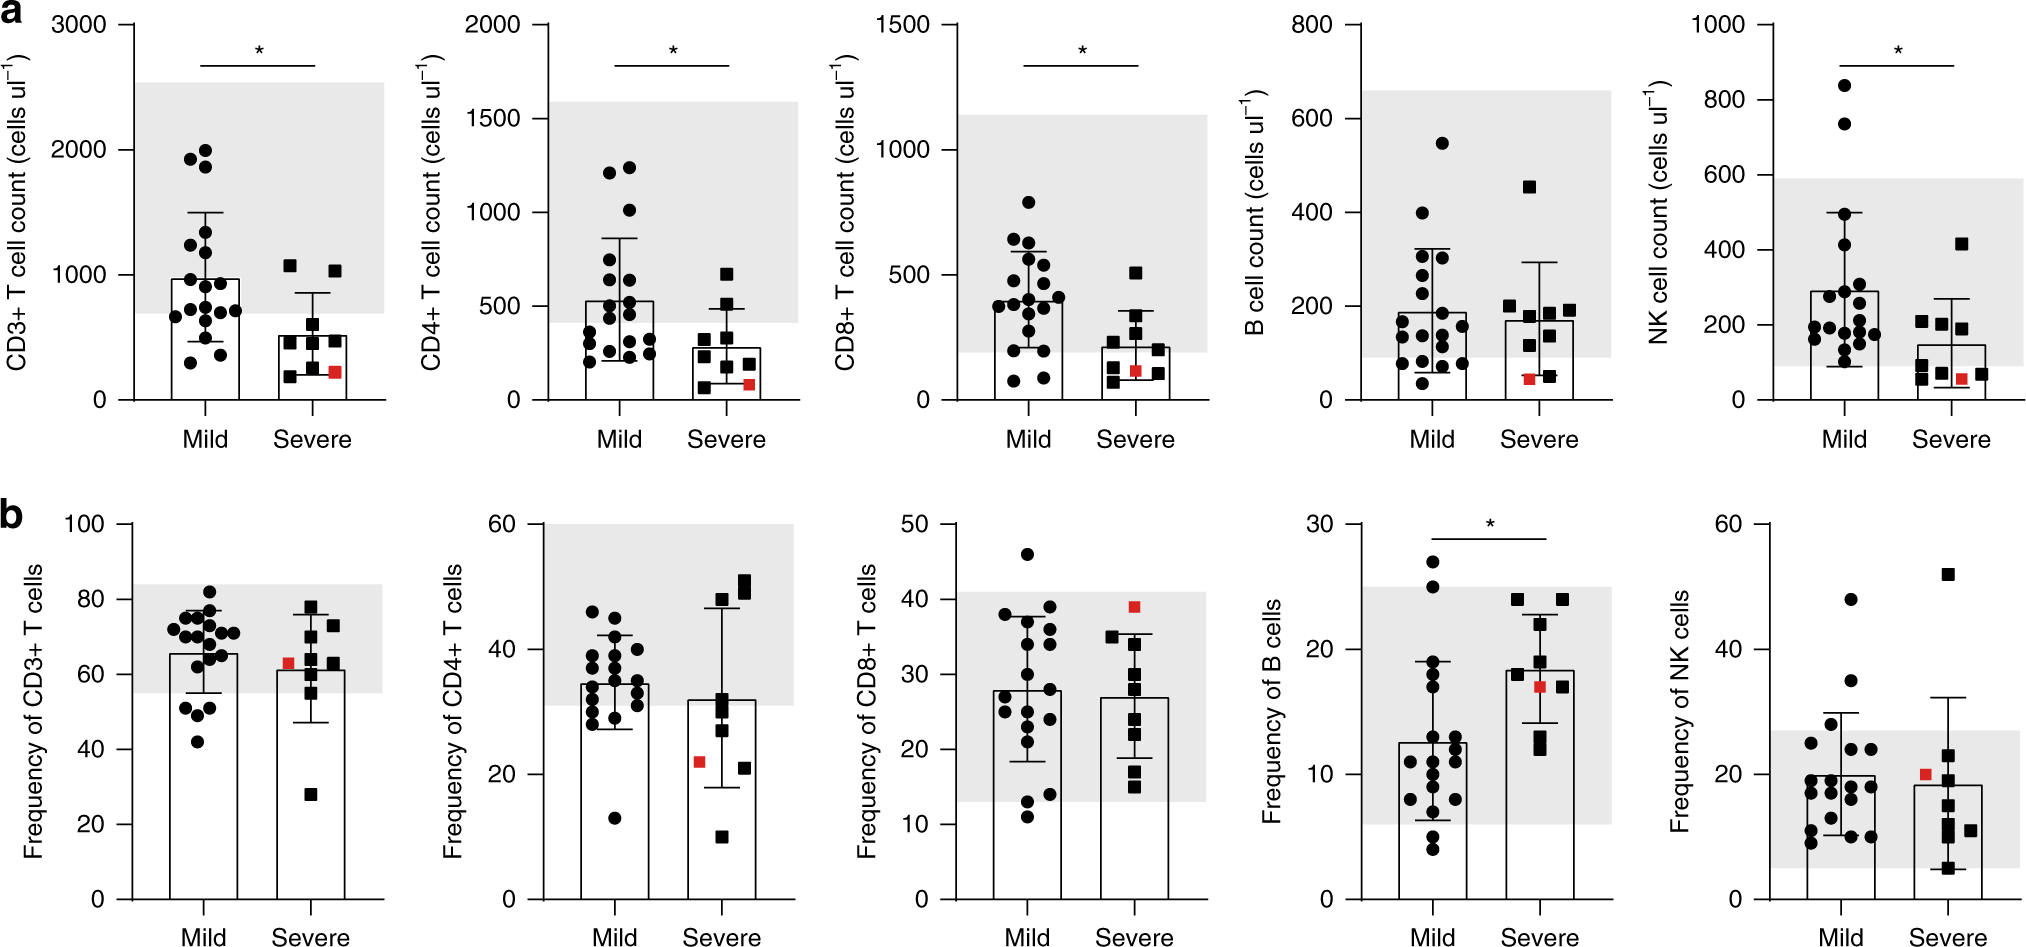 a
CD3+ T cell count (cells ul⁻¹)
3000
2000
1000
0
*
Mild Severe
CD4+ T cell count (cells ul⁻¹)
2000
1500
1000
500
0
*
Mild Severe
CD8+ T cell count (cells ul⁻¹)
1500
1000
500
0
*
Mild Severe
B cell count (cells ul⁻¹)
800
600
400
200
0
Mild Severe
NK cell count (cells ul⁻¹)
1000
800
600
400
200
0
*
Mild Severe
b
Frequency of CD3+ T cells
100
80
60
40
20
0
Mild Severe
Frequency of CD4+ T cells
60
40
20
0
Mild Severe
Frequency of CD8+ T cells
50
40
30
20
10
0
Mild Severe
Frequency of B cells
30
20
10
0
*
Mild Severe
Frequency of NK cells
60
40
20
0
Mild Severe